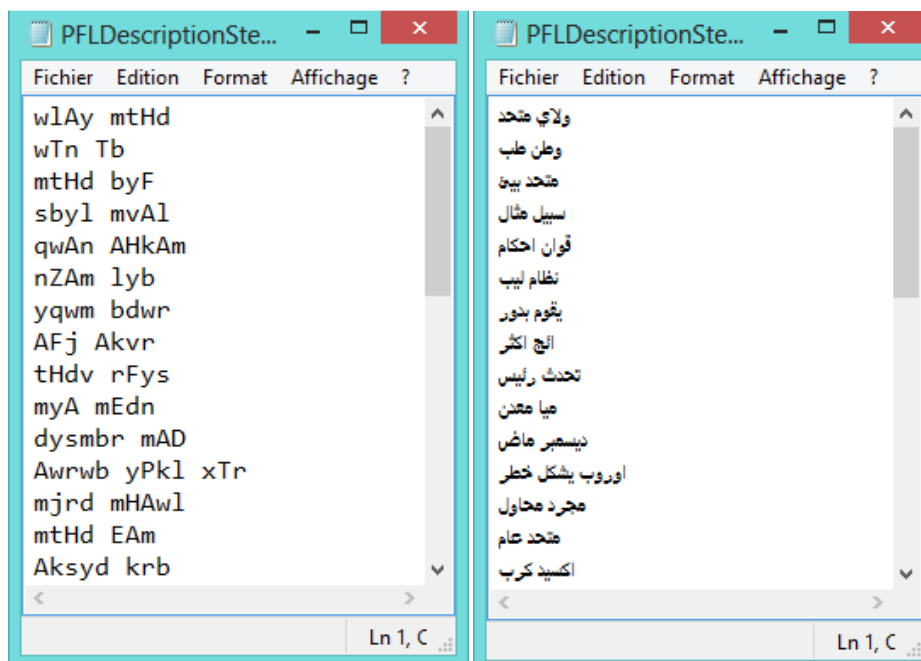 PFLDescriptionSte...
Fichier Edition Format Affichage ?
wlAy mtHd
wTn Tb
mtHd byF
sbyl mvAl
qwAn AHkAm
nZAm lyb
yqwm bdwr
AFj Akvr
tHdv rFys
myA mEdn
dysmbr mAD
Awrwb yPkl xTr
mjrd mHAwl
mtHd EAm
Aksyd krb
Ln 1, C
PFLDescriptionSte...
Fichier Edition Format Affichage ?
ولاي متحد
وطن طب
متحد بيئ
سبيل مثال
قوان احكام
نظام ليب
يقوم بدور
ائج اكثر
تحدث رئيس
ميا معدن
ديسمبر ماض
اوروب يشكل خطر
مجرد محاول
متحد عام
اكسيد كرب
Ln 1, C